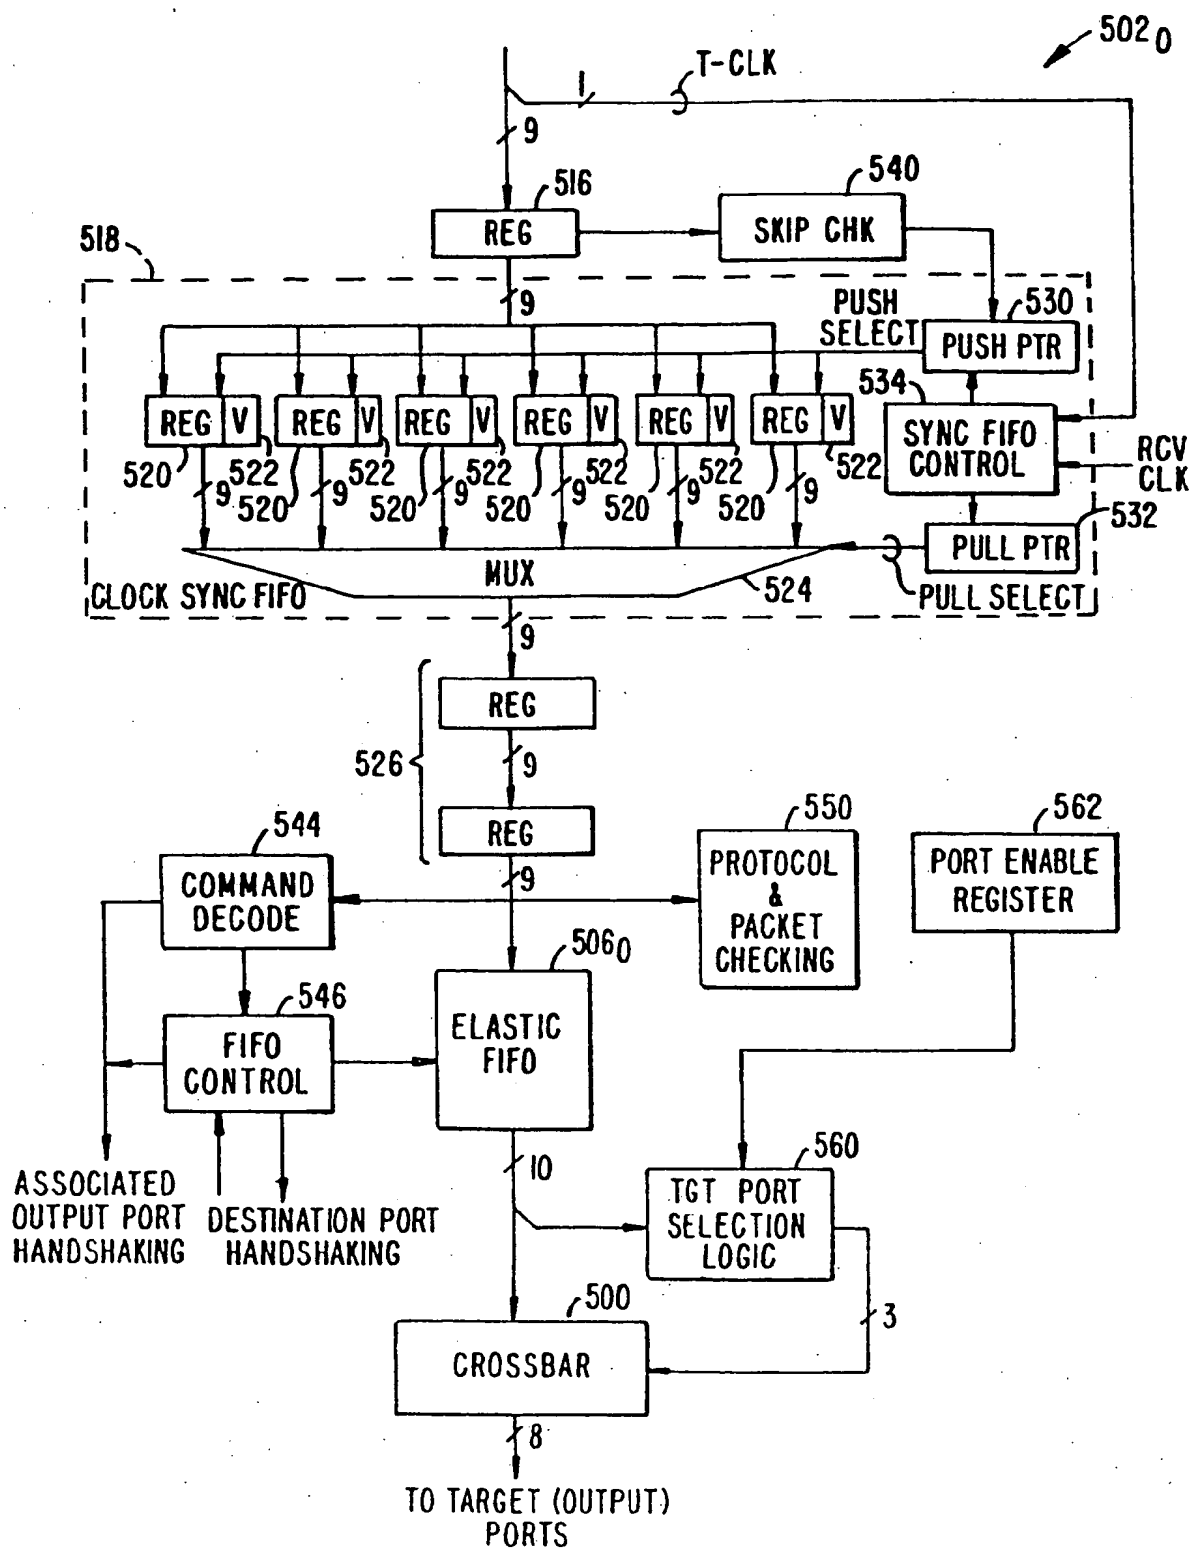 502₀
T-CLK
1
9
516
540
REG
SKIP CHK
518
9
PUSH
SELECT
530
PUSH PTR
534
REG V REG V REG V REG V REG V REG V
SYNC FIFO
CONTROL
RCV
CLK
520 522 520 522 520 522 520 522 520 522 520 522
9 9 9 9 9 9
532
PULL PTR
MUX
524
PULL SELECT
CLOCK SYNC FIFO
9
REG
526
9
REG
9
544
COMMAND
DECODE
550
PROTOCOL
&
PACKET
CHECKING
562
PORT ENABLE
REGISTER
506₀
ELASTIC
FIFO
546
FIFO
CONTROL
10
560
TGT PORT
SELECTION
LOGIC
ASSOCIATED
OUTPUT PORT
HANDSHAKING
DESTINATION PORT
HANDSHAKING
3
500
CROSSBAR
8
TO TARGET (OUTPUT)
PORTS